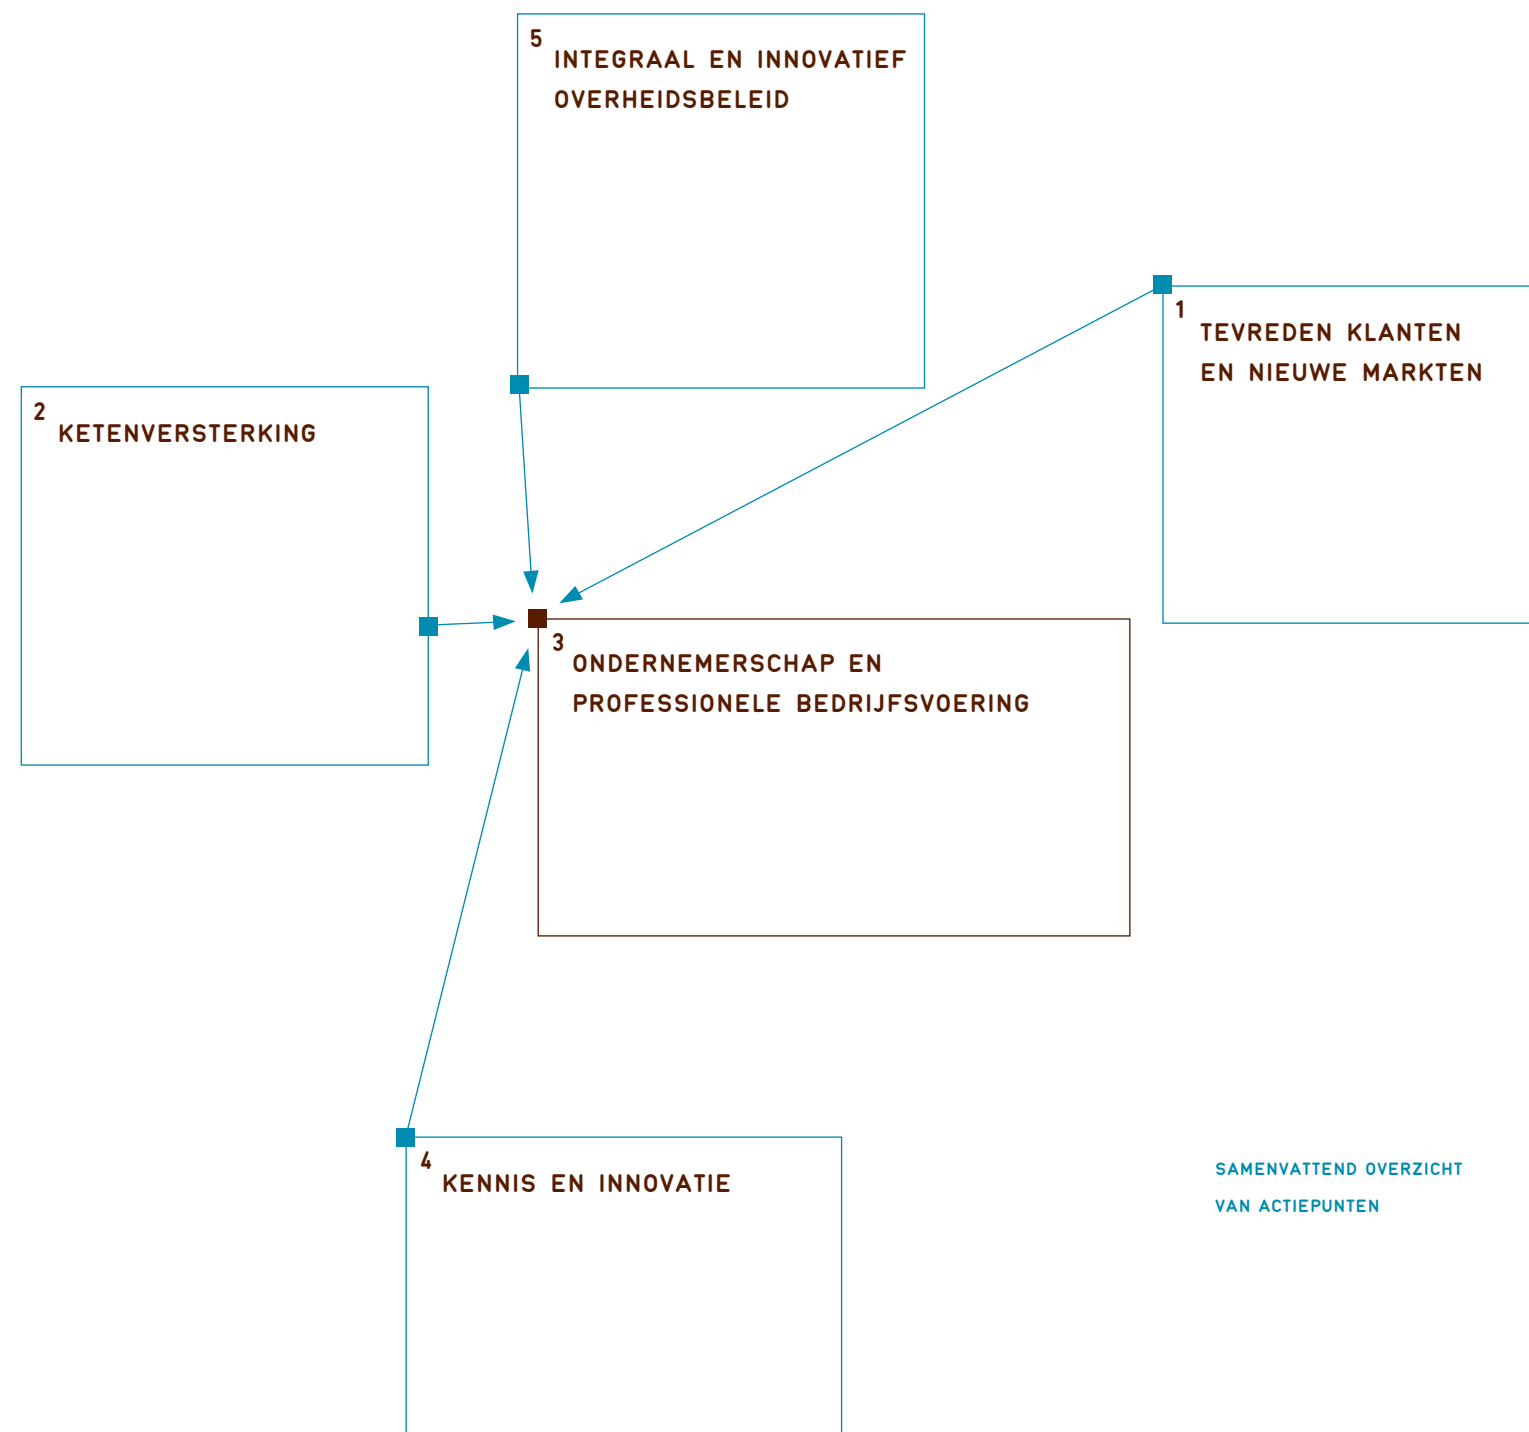 5
INTEGRAAL EN INNOVATIEF
OVERHEIDSBELEID
1
TEVREDEN KLANTEN
EN NIEUWE MARKTEN
2
KETENVERSTERKING
3
ONDERNEMERSCHAP EN
PROFESSIONELE BEDRIJFSVOERING
4
KENNIS EN INNOVATIE
SAMENVATTEND OVERZICHT
VAN ACTIEPUNTEN